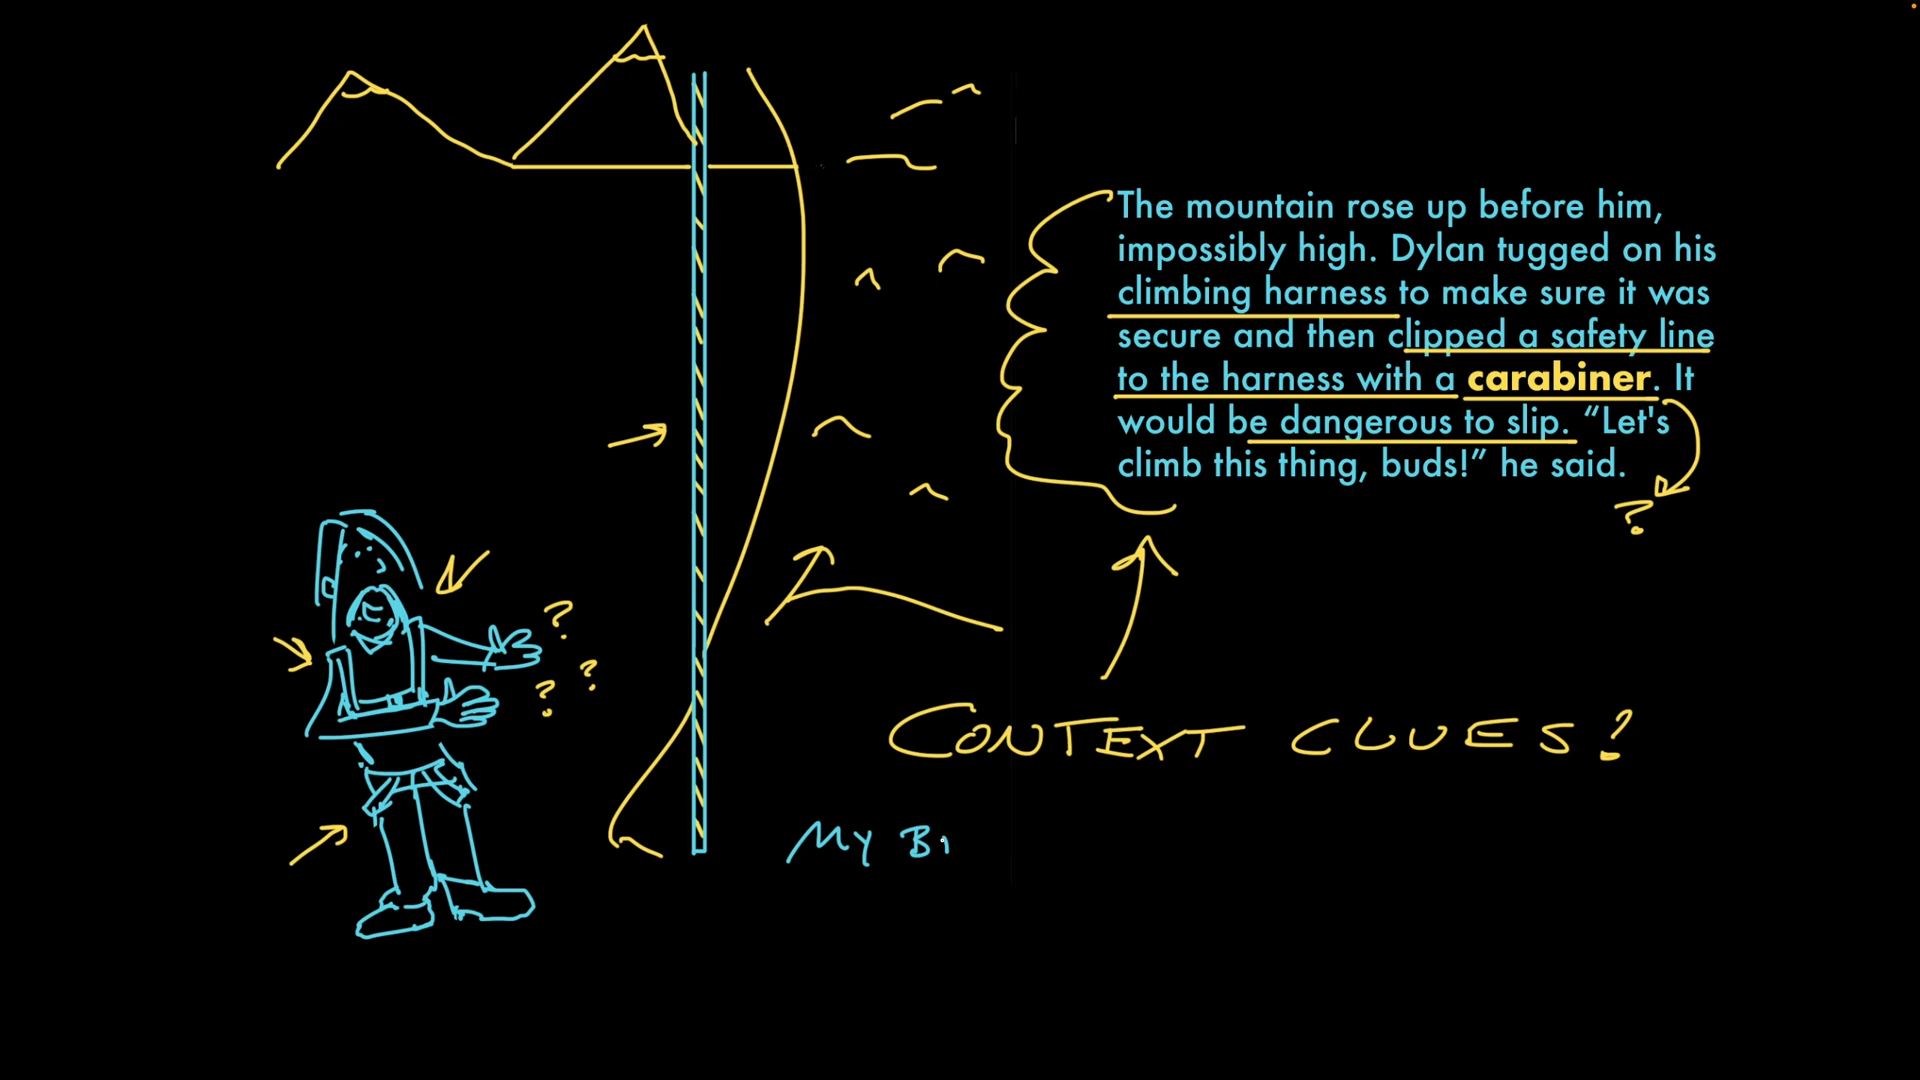 The mountain rose up before him,
impossibly high. Dylan tugged on his
climbing harness to make sure it was
secure and then clipped a safety line
to the harness with a carabiner. It
would be dangerous to slip. “Let's
climb this thing, buds!” he said.
?
?
?
?
CONTEXT CLUES?
MY BI